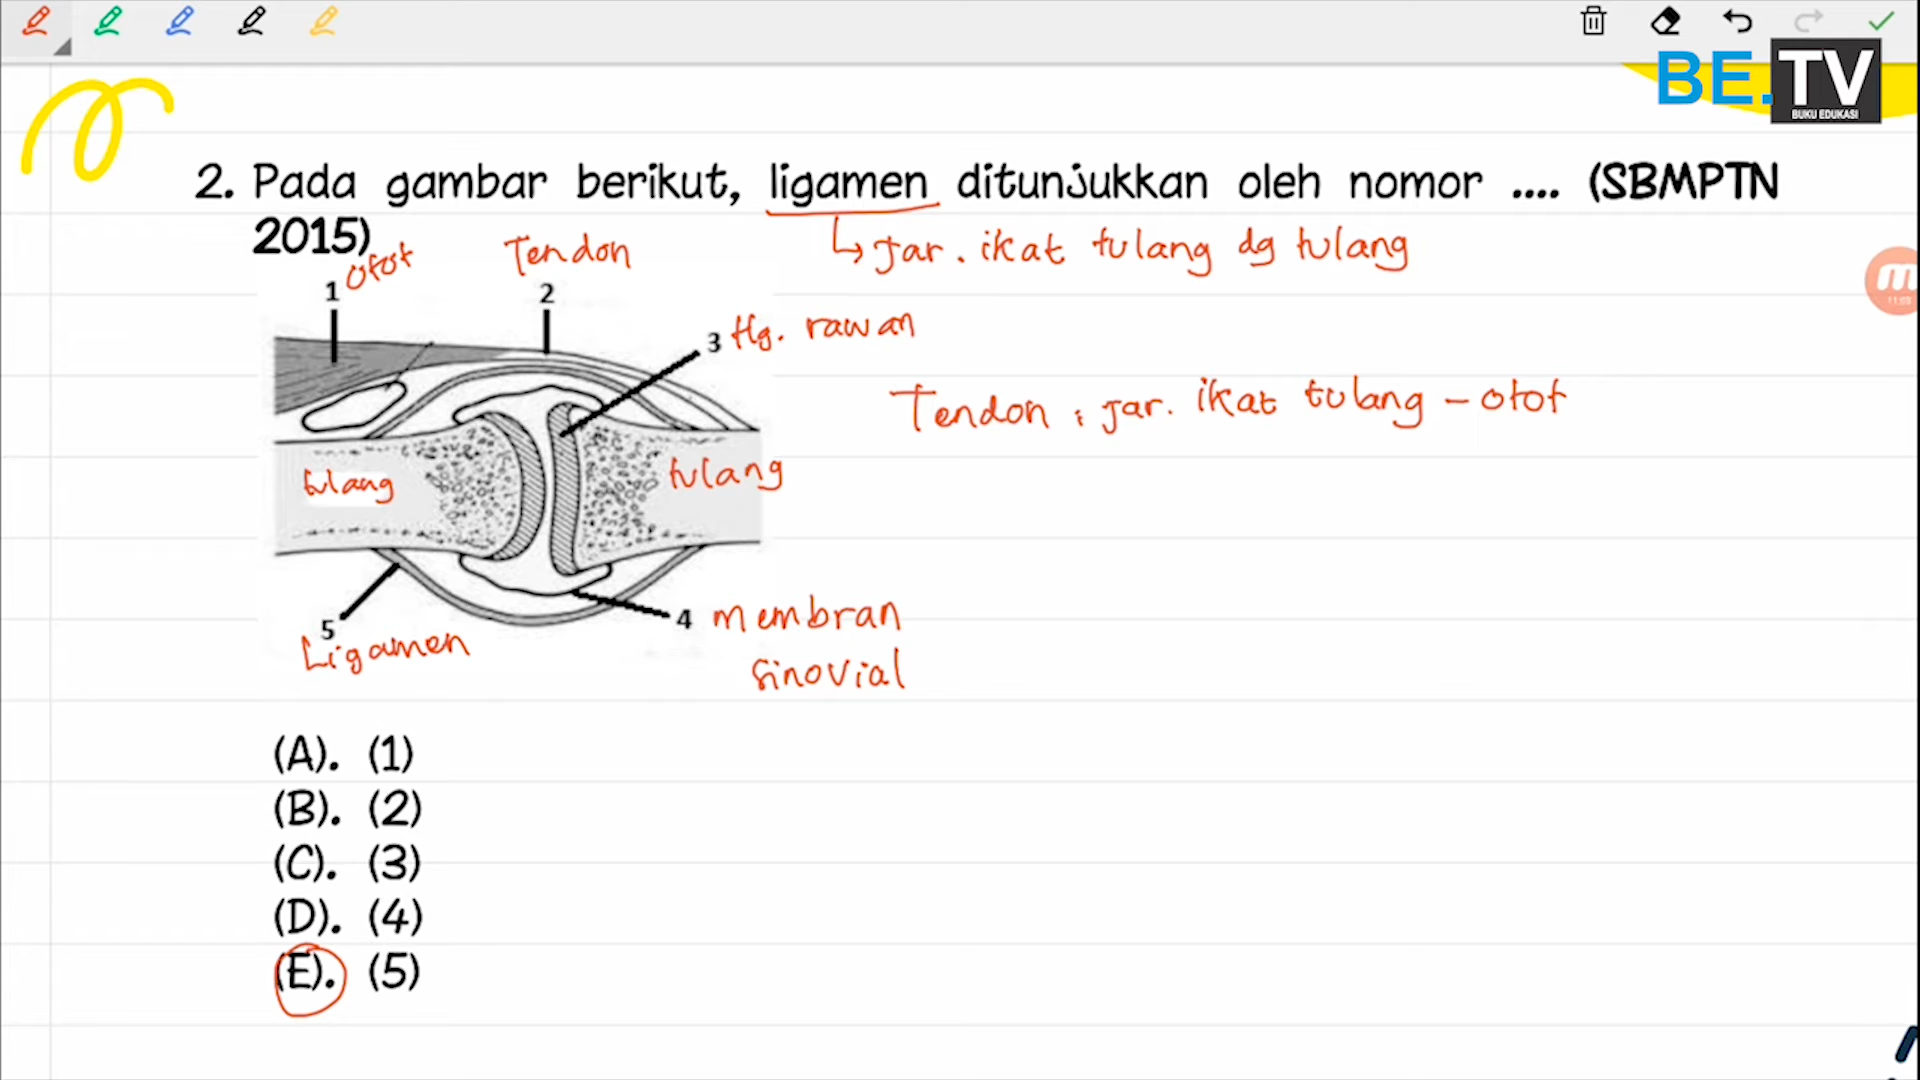 BE.TV
BUKU EDUKASI
2. Pada gambar berikut, ligamen ditunjukkan oleh nomor .... (SBMPTN
2015)
↳ jar. ikat tulang dg tulang
otot
Tendon
1
2
3 Tlg. rawan
Tendon : jar. ikat tulang - otot
tulang
tulang
4 membran
sinovial
5
Ligamen
(A). (1)
(B). (2)
(C). (3)
(D). (4)
(E). (5)